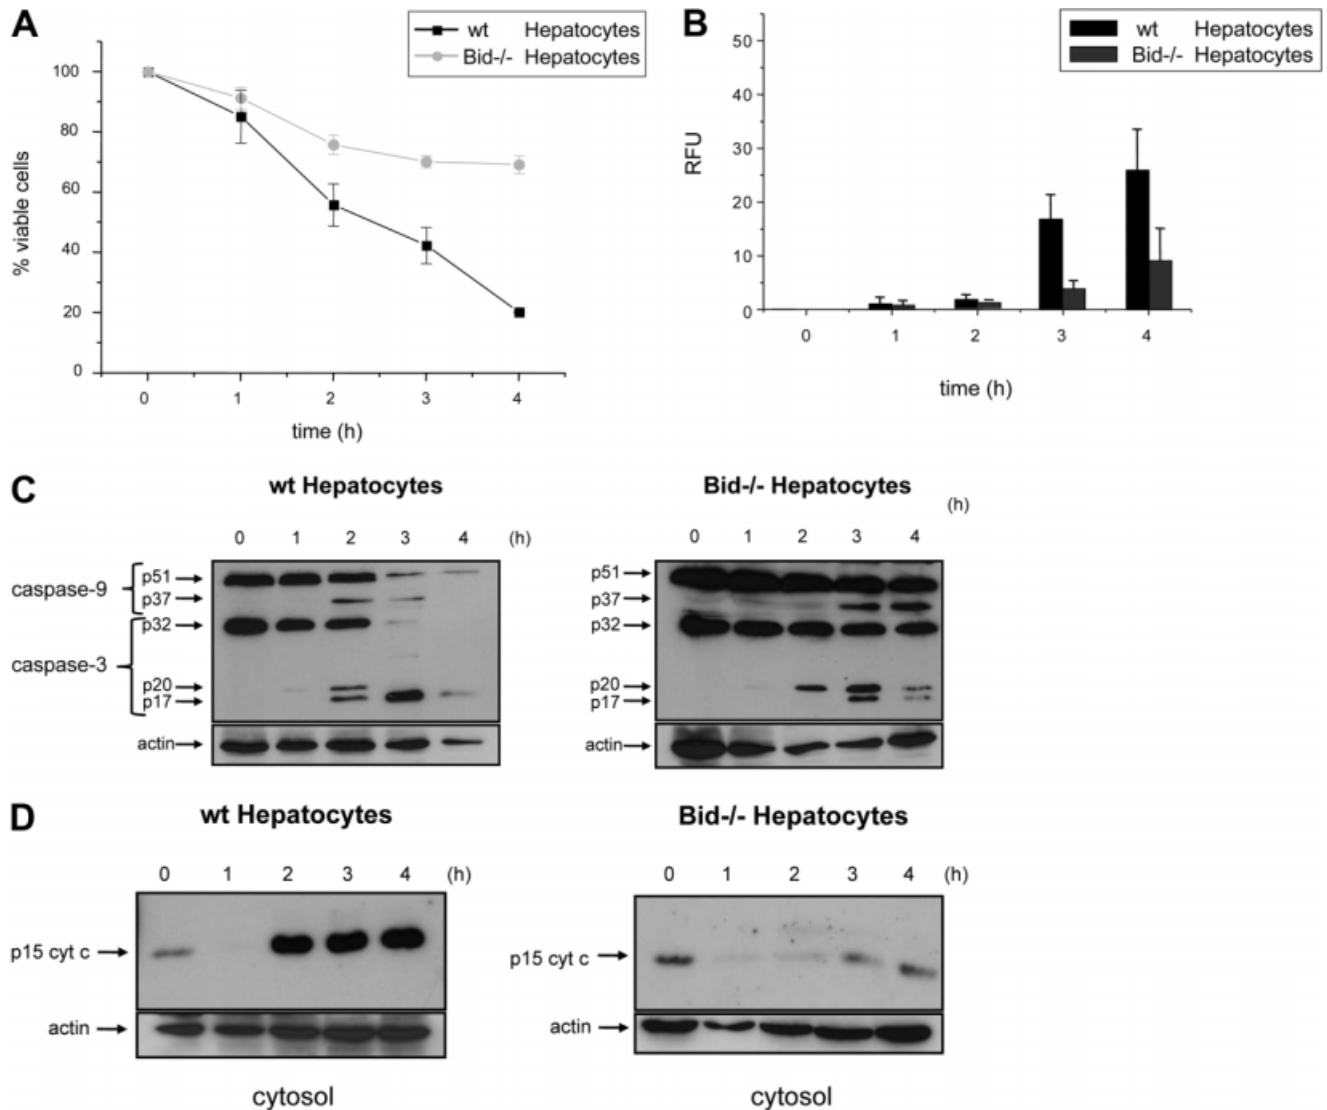 A
wt Hepatocytes
Bid-/- Hepatocytes
100
80
60
40
20
0
% viable cells
0 1 2 3 4
time (h)
B
wt Hepatocytes
Bid-/- Hepatocytes
50
40
30
20
10
0
RFU
0 1 2 3 4
time (h)
C
wt Hepatocytes
0 1 2 3 4 (h)
caspase-9
p51
p37
caspase-3
p32
p20
p17
actin
Bid-/- Hepatocytes
(h)
0 1 2 3 4
p51
p37
p32
p20
p17
actin
D
wt Hepatocytes
0 1 2 3 4 (h)
p15 cyt c
actin
cytosol
Bid-/- Hepatocytes
0 1 2 3 4 (h)
p15 cyt c
actin
cytosol